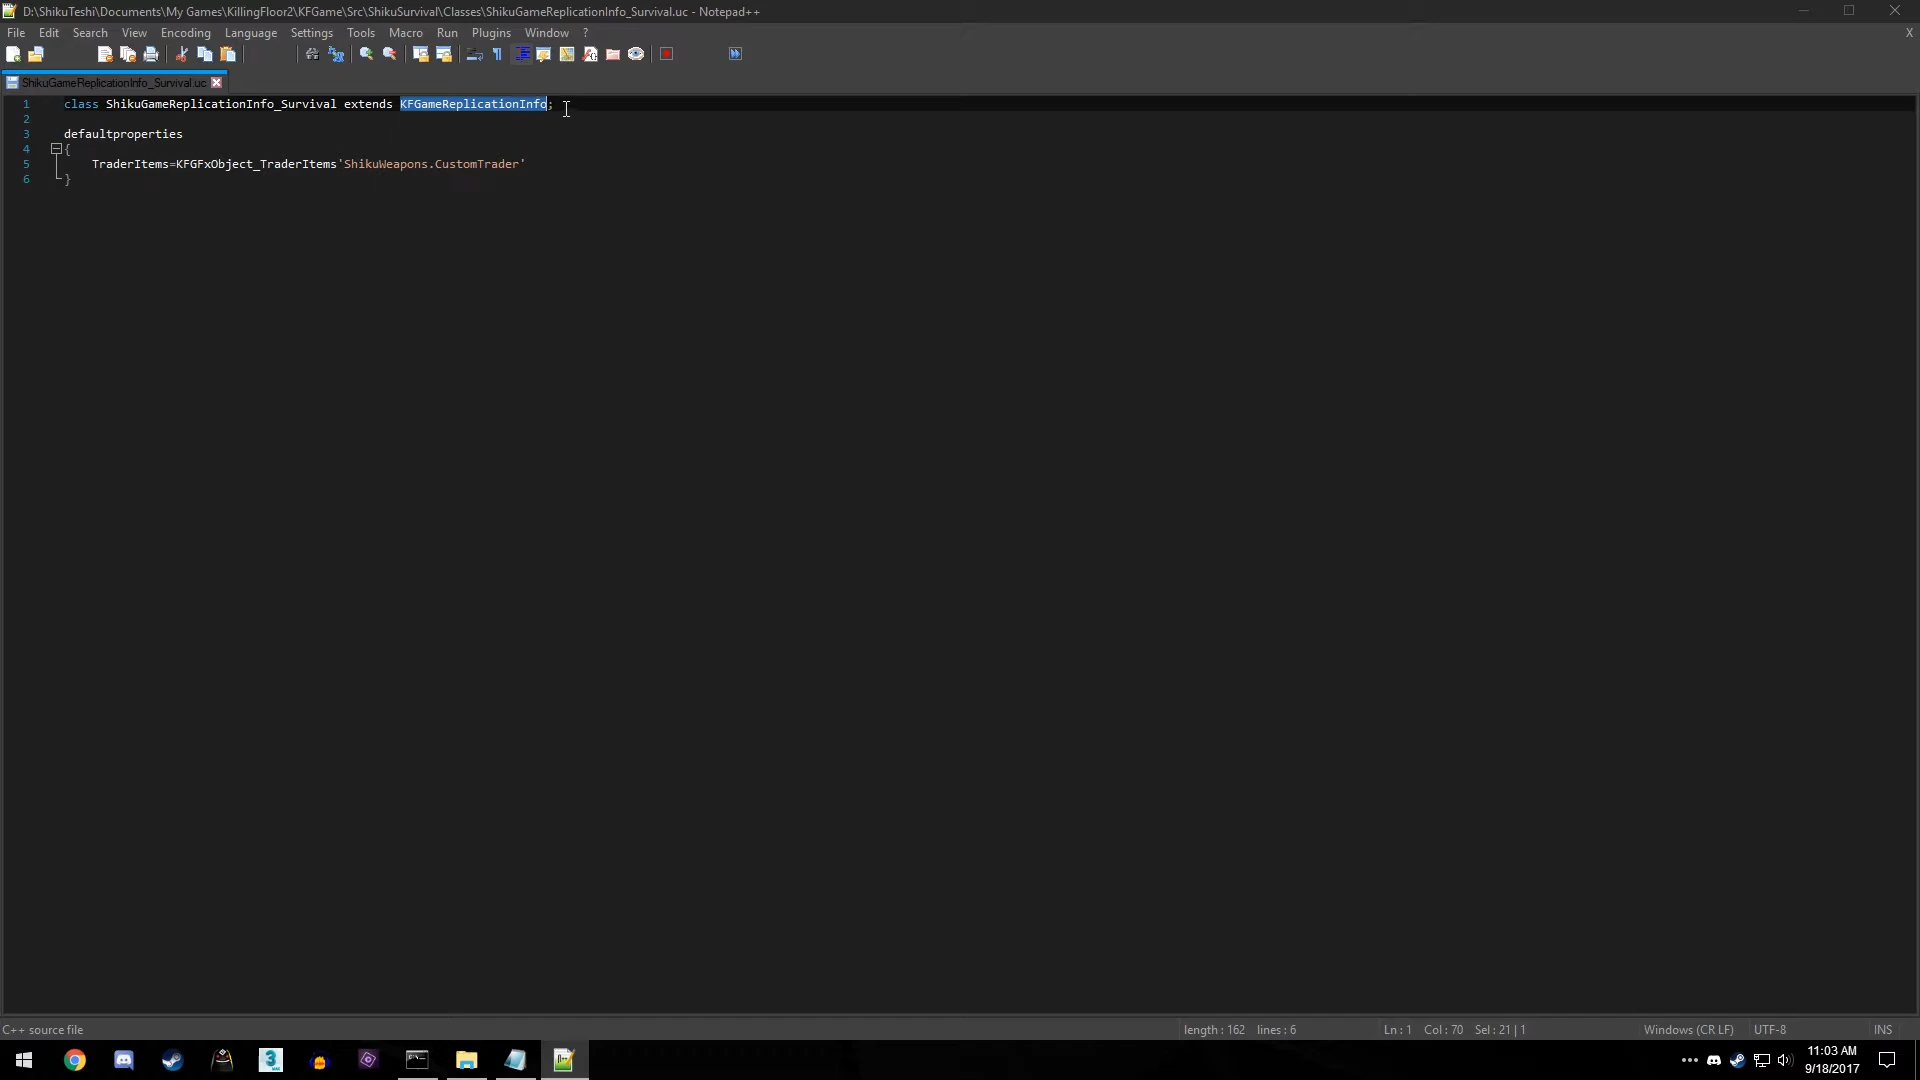 D:\ShikuTeshi\Documents\My Games\KillingFloor2\KFGame\Src\ShikuSurvival\Classes\ShikuGameReplicationInfo_Survival.uc - Notepad++
File Edit Search View Encoding Language Settings Tools Macro Run Plugins Window ? X
ShikuGameReplicationInfo_Survival.uc
1 class ShikuGameReplicationInfo_Survival extends KFGameReplicationInfo;
2
3 defaultproperties
4 {
5 TraderItems=KFGFxObject_TraderItems'ShikuWeapons.CustomTrader'
6 }
C++ source file length : 162 lines : 6 Ln : 1 Col : 70 Sel : 21 | 1 Windows (CR LF) UTF-8 INS
11:03 AM
9/18/2017